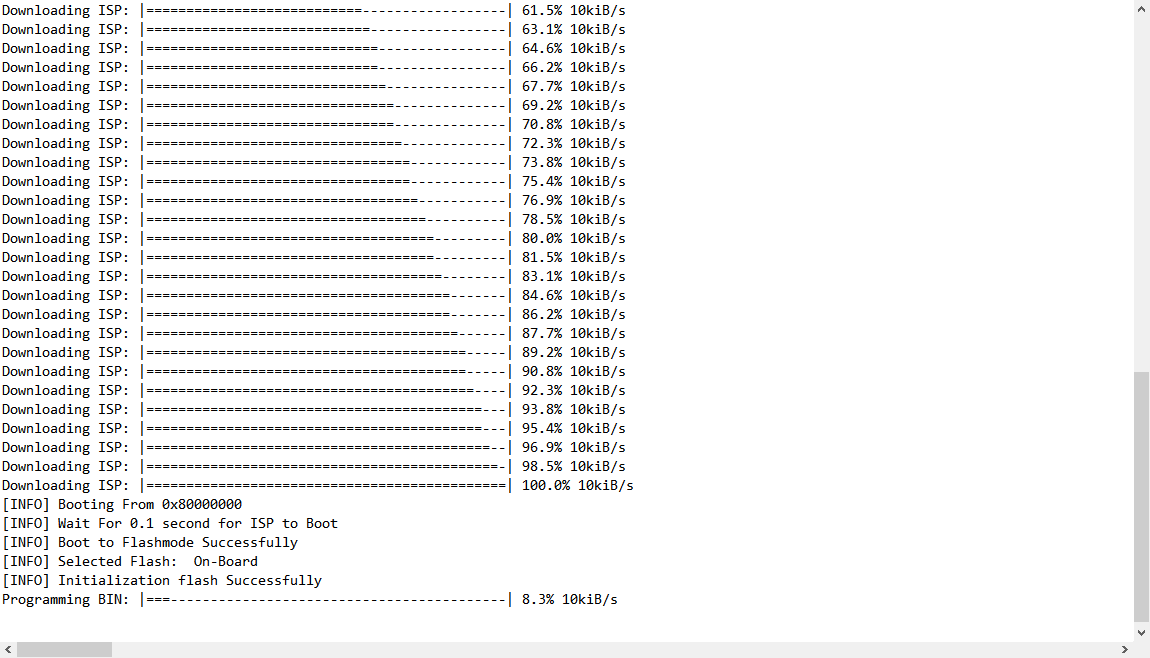 Downloading ISP: |===========================------------------| 61.5% 10kiB/s
Downloading ISP: |============================-----------------| 63.1% 10kiB/s
Downloading ISP: |=============================----------------| 64.6% 10kiB/s
Downloading ISP: |=============================----------------| 66.2% 10kiB/s
Downloading ISP: |==============================---------------| 67.7% 10kiB/s
Downloading ISP: |===============================--------------| 69.2% 10kiB/s
Downloading ISP: |===============================--------------| 70.8% 10kiB/s
Downloading ISP: |================================-------------| 72.3% 10kiB/s
Downloading ISP: |=================================------------| 73.8% 10kiB/s
Downloading ISP: |=================================------------| 75.4% 10kiB/s
Downloading ISP: |==================================-----------| 76.9% 10kiB/s
Downloading ISP: |===================================----------| 78.5% 10kiB/s
Downloading ISP: |====================================---------| 80.0% 10kiB/s
Downloading ISP: |====================================---------| 81.5% 10kiB/s
Downloading ISP: |=====================================--------| 83.1% 10kiB/s
Downloading ISP: |======================================-------| 84.6% 10kiB/s
Downloading ISP: |======================================-------| 86.2% 10kiB/s
Downloading ISP: |=======================================------| 87.7% 10kiB/s
Downloading ISP: |========================================-----| 89.2% 10kiB/s
Downloading ISP: |========================================-----| 90.8% 10kiB/s
Downloading ISP: |=========================================----| 92.3% 10kiB/s
Downloading ISP: |==========================================---| 93.8% 10kiB/s
Downloading ISP: |==========================================---| 95.4% 10kiB/s
Downloading ISP: |===========================================--| 96.9% 10kiB/s
Downloading ISP: |============================================-| 98.5% 10kiB/s
Downloading ISP: |=============================================| 100.0% 10kiB/s
[INFO] Booting From 0x80000000
[INFO] Wait For 0.1 second for ISP to Boot
[INFO] Boot to Flashmode Successfully
[INFO] Selected Flash:  On-Board
[INFO] Initialization flash Successfully
Programming BIN: |===------------------------------------------| 8.3% 10kiB/s